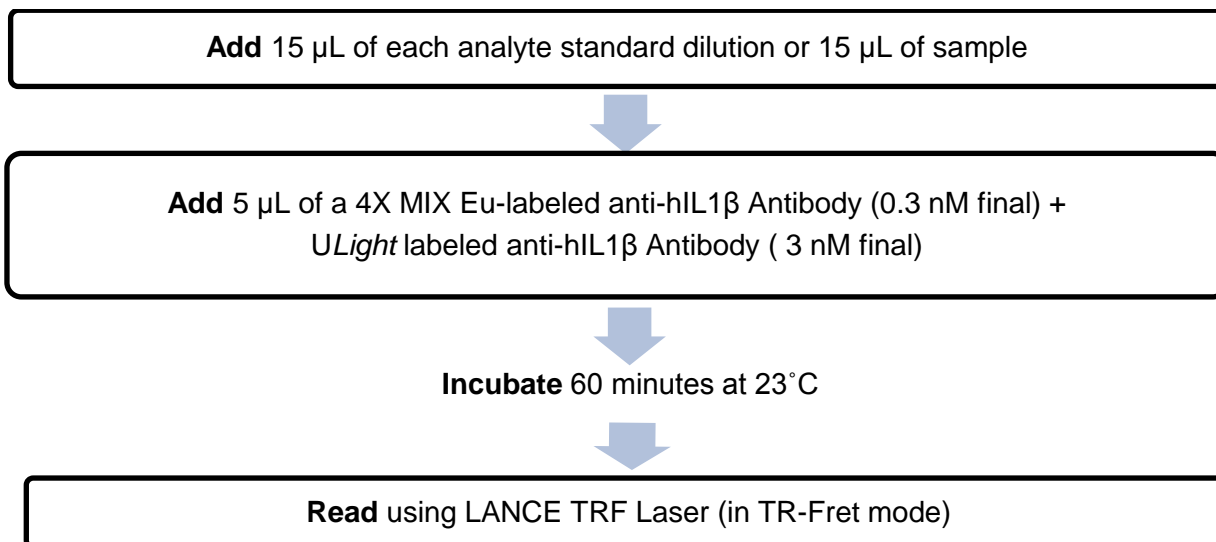 Add 15 µL of each analyte standard dilution or 15 µL of sample
Add 5 µL of a 4X MIX Eu-labeled anti-hIL1β Antibody (0.3 nM final) +
ULight labeled anti-hIL1β Antibody ( 3 nM final)
Incubate 60 minutes at 23˚C
Read using LANCE TRF Laser (in TR-Fret mode)